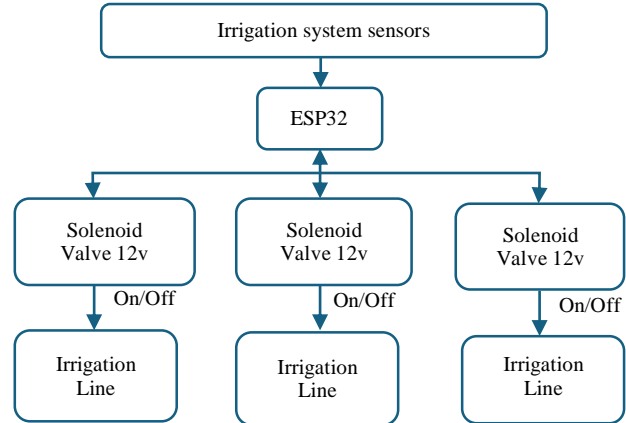 Irrigation system sensors
ESP32
Solenoid
Valve 12v
Solenoid
Valve 12v
Solenoid
Valve 12v
On/Off
On/Off
On/Off
Irrigation
Line
Irrigation
Line
Irrigation
Line